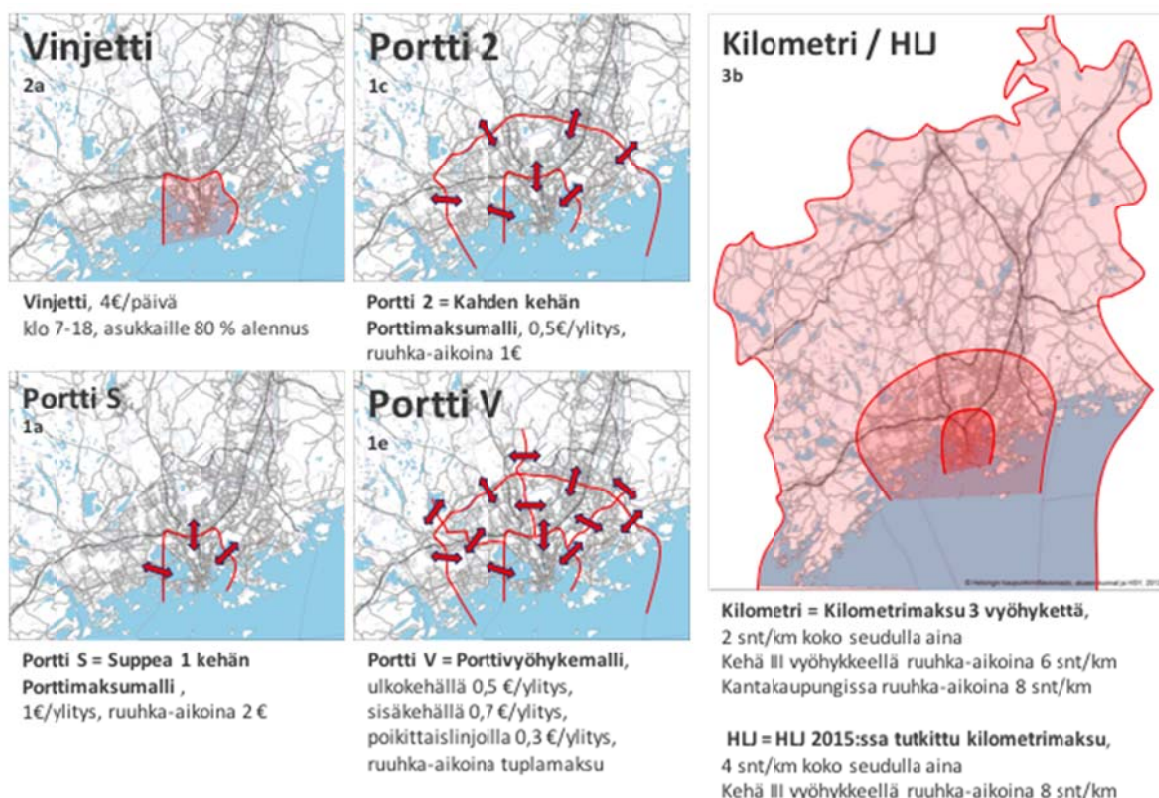 Vinjetti
2a
Vinjetti, 4€/päivä
klo 7-18, asukkaille 80 % alennus
Portti 2
1c
Portti 2 = Kahden kehän
Porttimaksumalli, 0,5€/ylitys,
ruuhka-aikoina 1€
Portti S
1a
Portti S = Suppea 1 kehän
Porttimaksumalli ,
1€/ylitys, ruuhka-aikoina 2 €
Portti V
1e
Portti V = Porttivyöhykemalli,
ulkokehällä 0,5 €/ylitys,
sisäkehällä 0,7 €/ylitys,
poikittaislinjoilla 0,3 €/ylitys,
ruuhka-aikoina tuplamaksu
Kilometri / HLJ
3b
Kilometri = Kilometrimaksu 3 vyöhykettä,
2 snt/km koko seudulla aina
Kehä III vyöhykkeellä ruuhka-aikoina 6 snt/km
Kantakaupungissa ruuhka-aikoina 8 snt/km
HLJ = HLJ 2015:ssa tutkittu kilometrimaksu,
4 snt/km koko seudulla aina
Kehä III vyöhykkeellä ruuhka-aikoina 8 snt/km